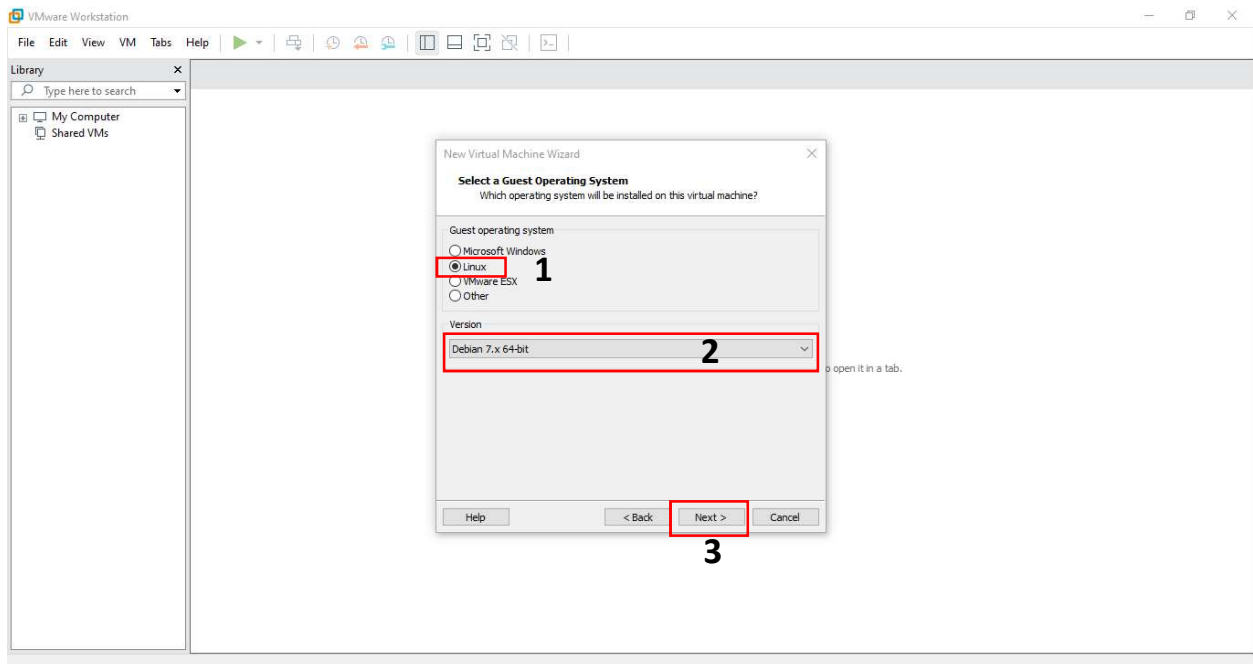 VMware Workstation
File Edit View VM Tabs Help
Library
Type here to search
My Computer
Shared VMs
New Virtual Machine Wizard
Select a Guest Operating System
Which operating system will be installed on this virtual machine?
Guest operating system
Microsoft Windows
Linux
1
VMware ESX
Other
Version
Debian 7.x 64-bit
2
o open it in a tab.
Help < Back Next > Cancel
3